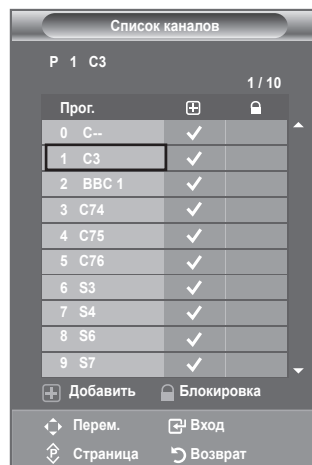 Список каналов
P 1 C3
1 / 10
Прог.
0 C--
1 C3
2 BBC 1
3 C74
4 C75
5 C76
6 S3
7 S4
8 S6
9 S7
Добавить Блокировка
Перем. Вход
P Страница Возврат